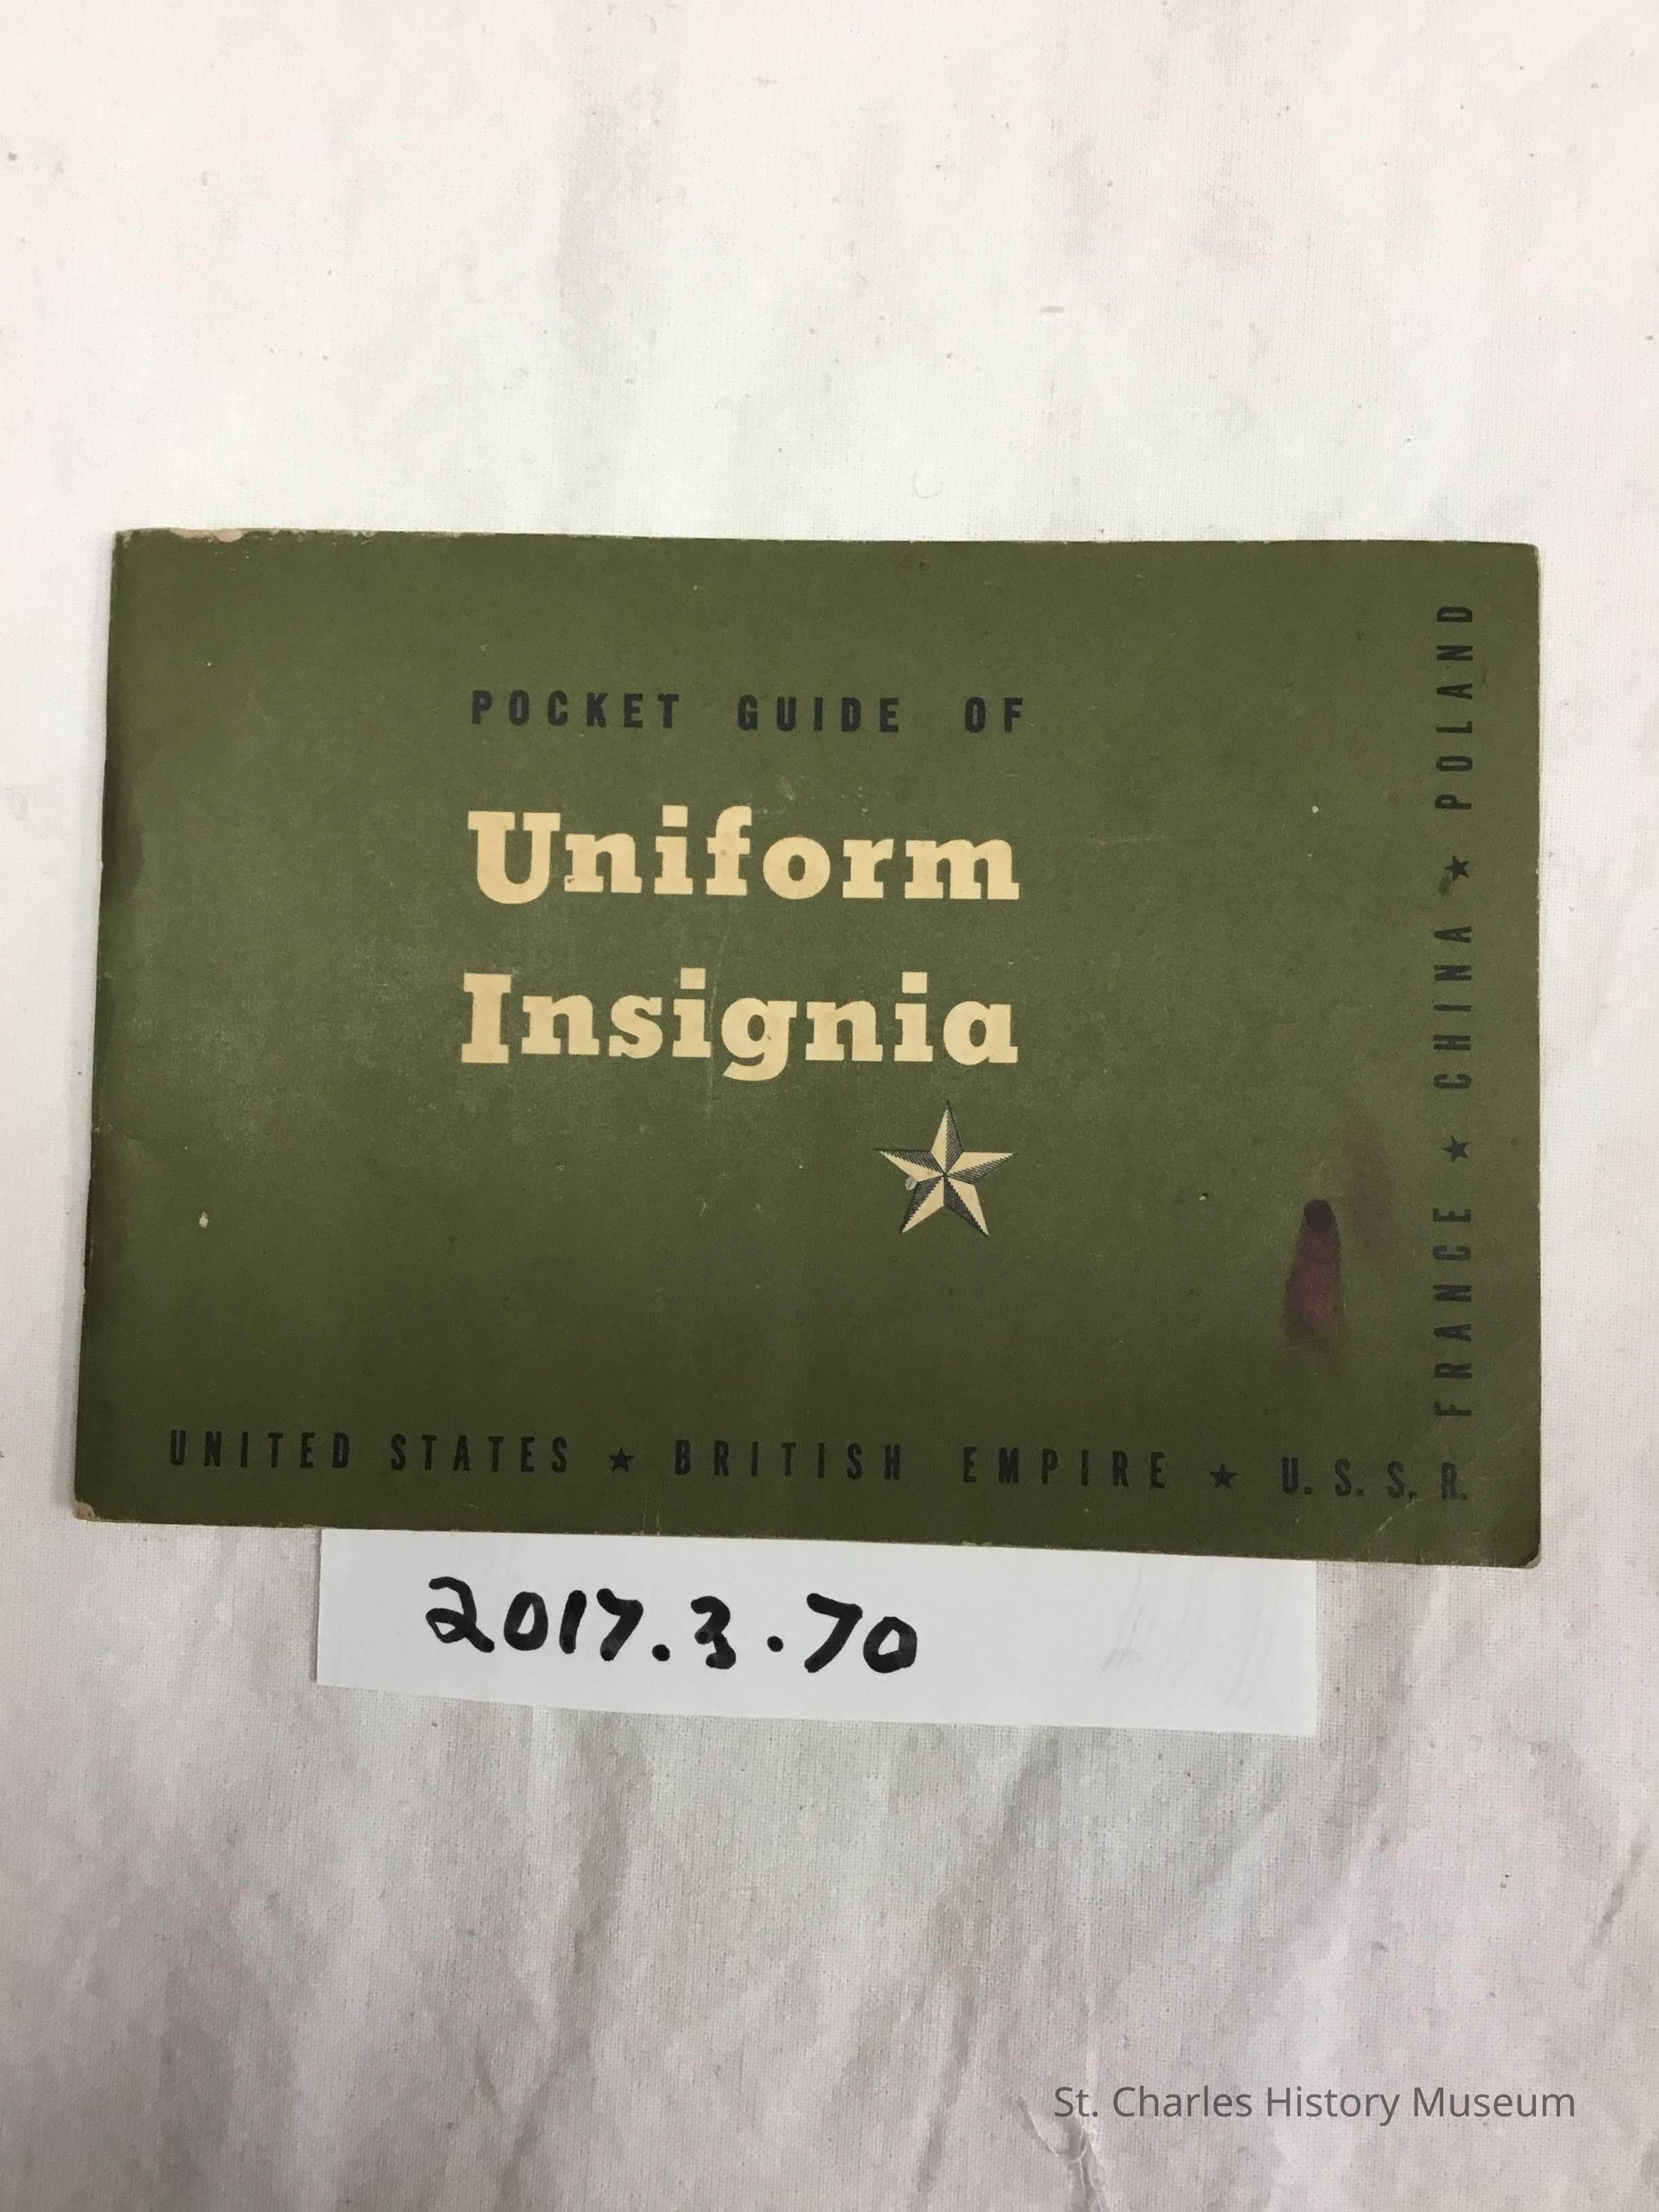 POCKET GUIDE OF
Uniform
Insignia
UNITED STATES ★ BRITISH EMPIRE ★ U.S.S.R.
FRANCE ★ CHINA ★ POLAND
2017.3.70
St. Charles History Museum